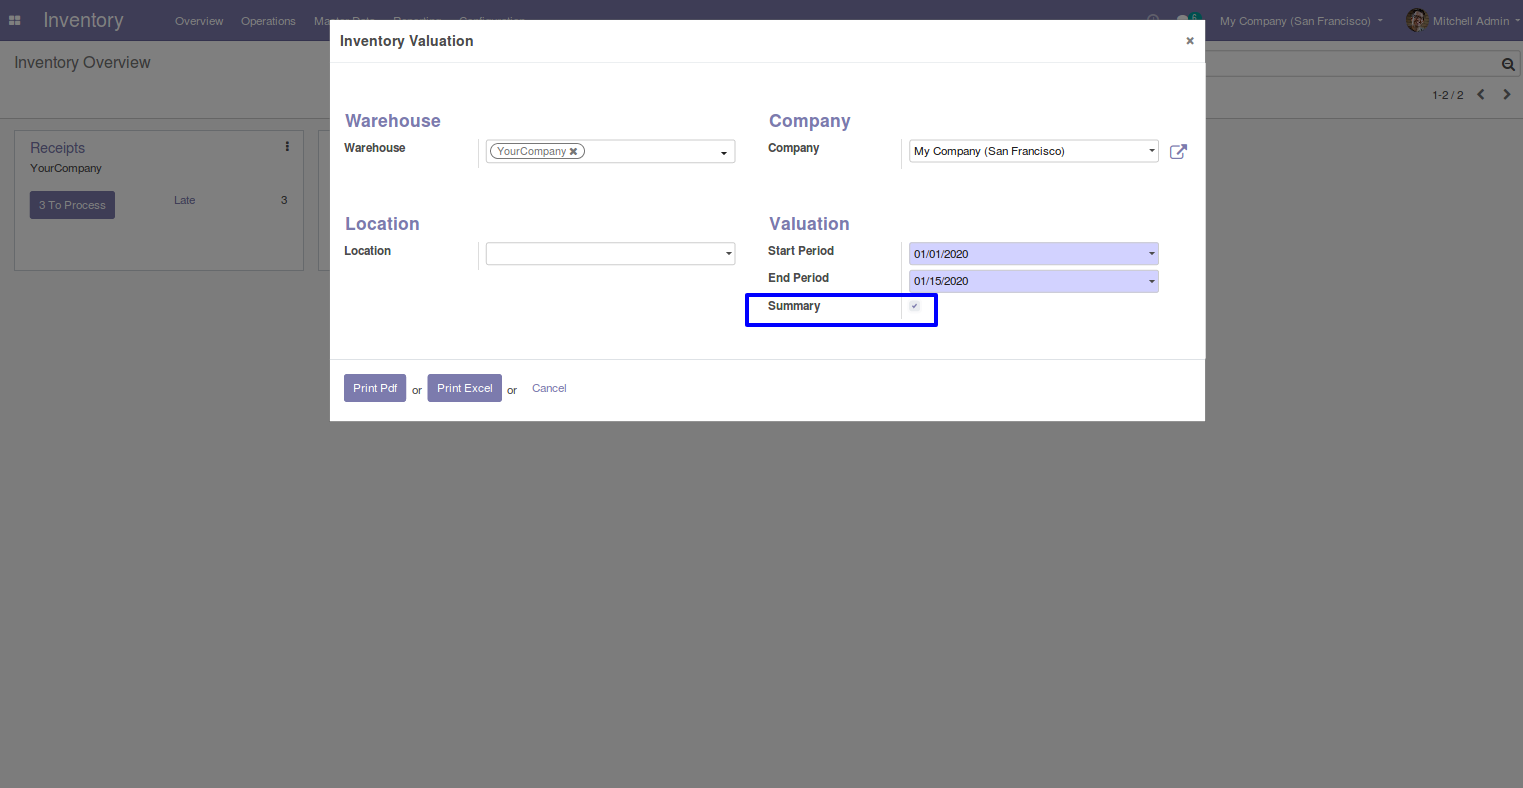 Inventory Overview Operations Master Data Reporting Configuration 5 My Company (San Francisco) Mitchell Admin
Inventory Valuation ×
Inventory Overview
1-2 / 2
Warehouse Company
Warehouse YourCompany Company My Company (San Francisco)
Receipts
YourCompany
3 To Process Late 3
Location Valuation
Location Start Period 01/01/2020
End Period 01/15/2020
Summary
Print Pdf or Print Excel or Cancel